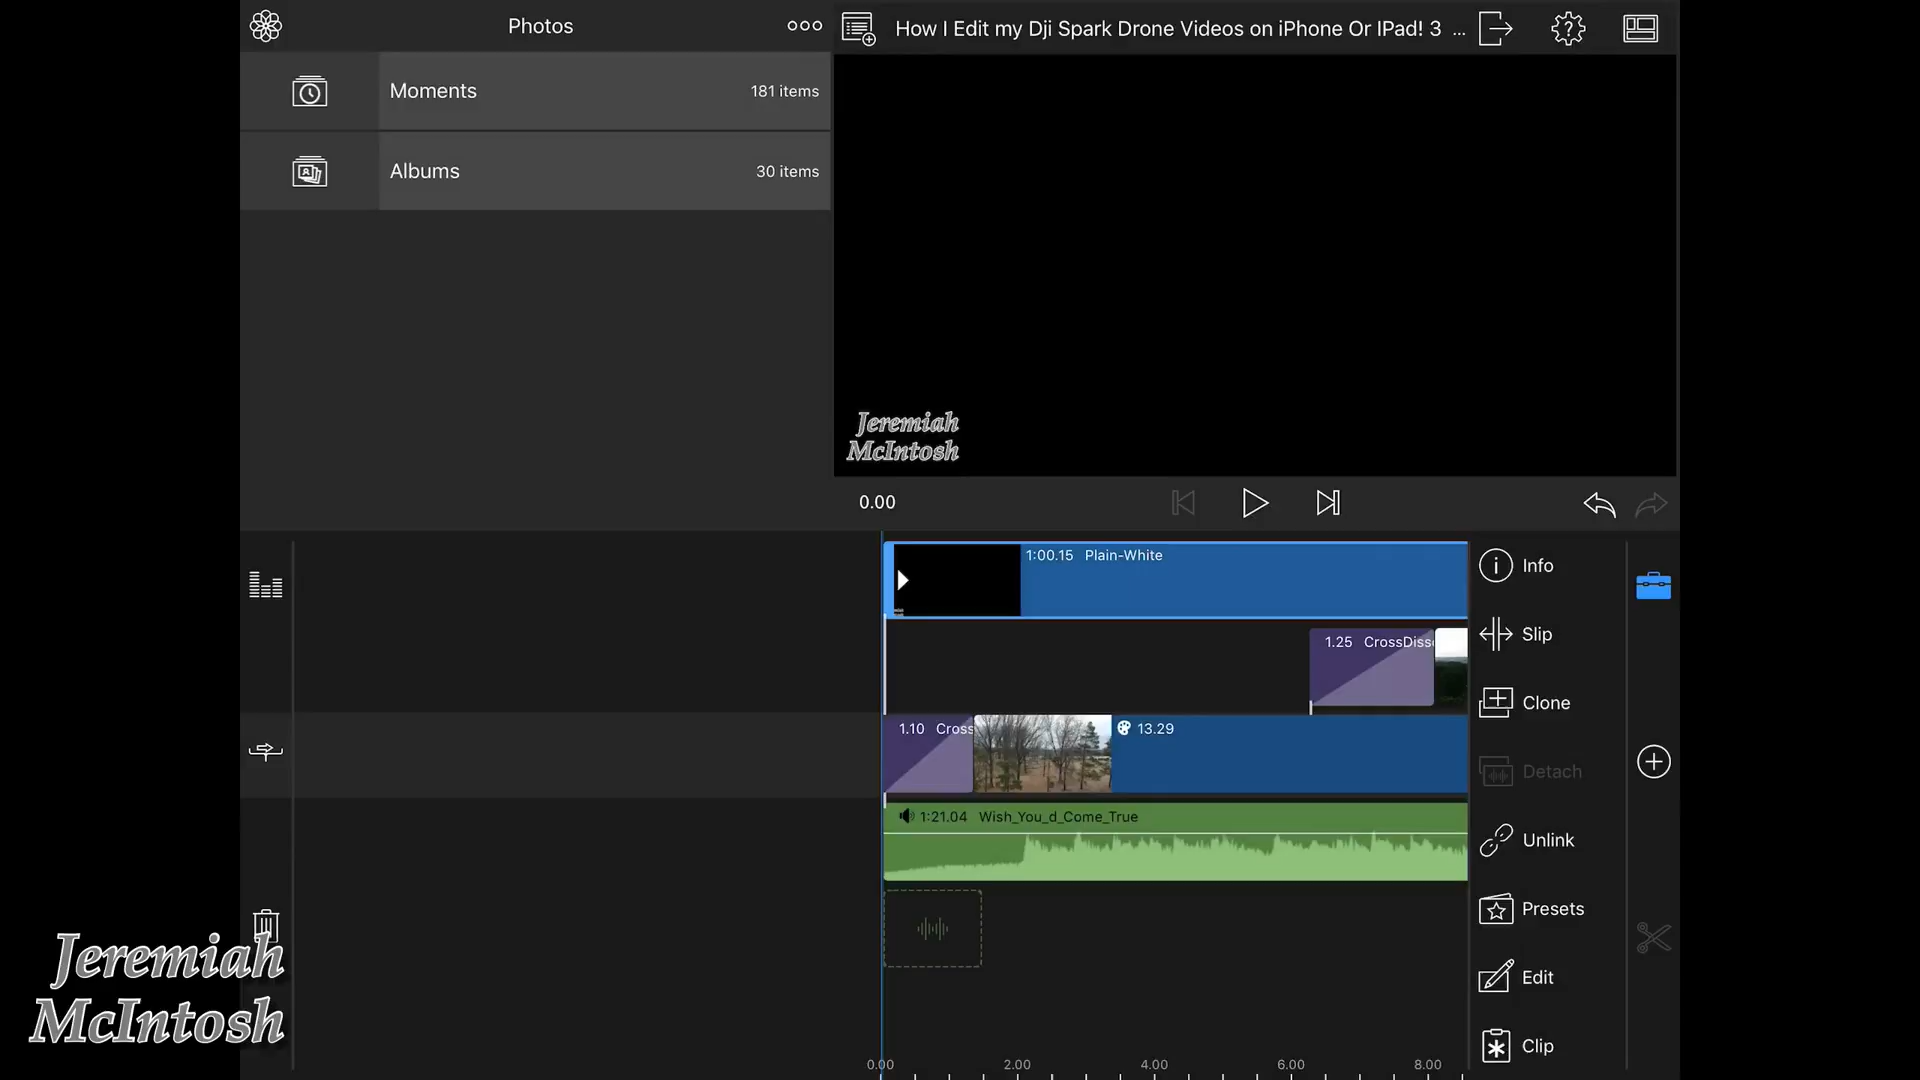 Photos
How I Edit my Dji Spark Drone Videos on iPhone Or IPad! 3 ...
Moments
181 items
Albums
30 items
Jeremiah
McIntosh
0.00
1:00.15 Plain-White
1.25 CrossDiss
1.10 Cross
13.29
1:21.04 Wish_You_d_Come_True
Info
Slip
Clone
Detach
Unlink
Presets
Edit
Clip
0.00 2.00 4.00 6.00 8.00
Jeremiah
McIntosh